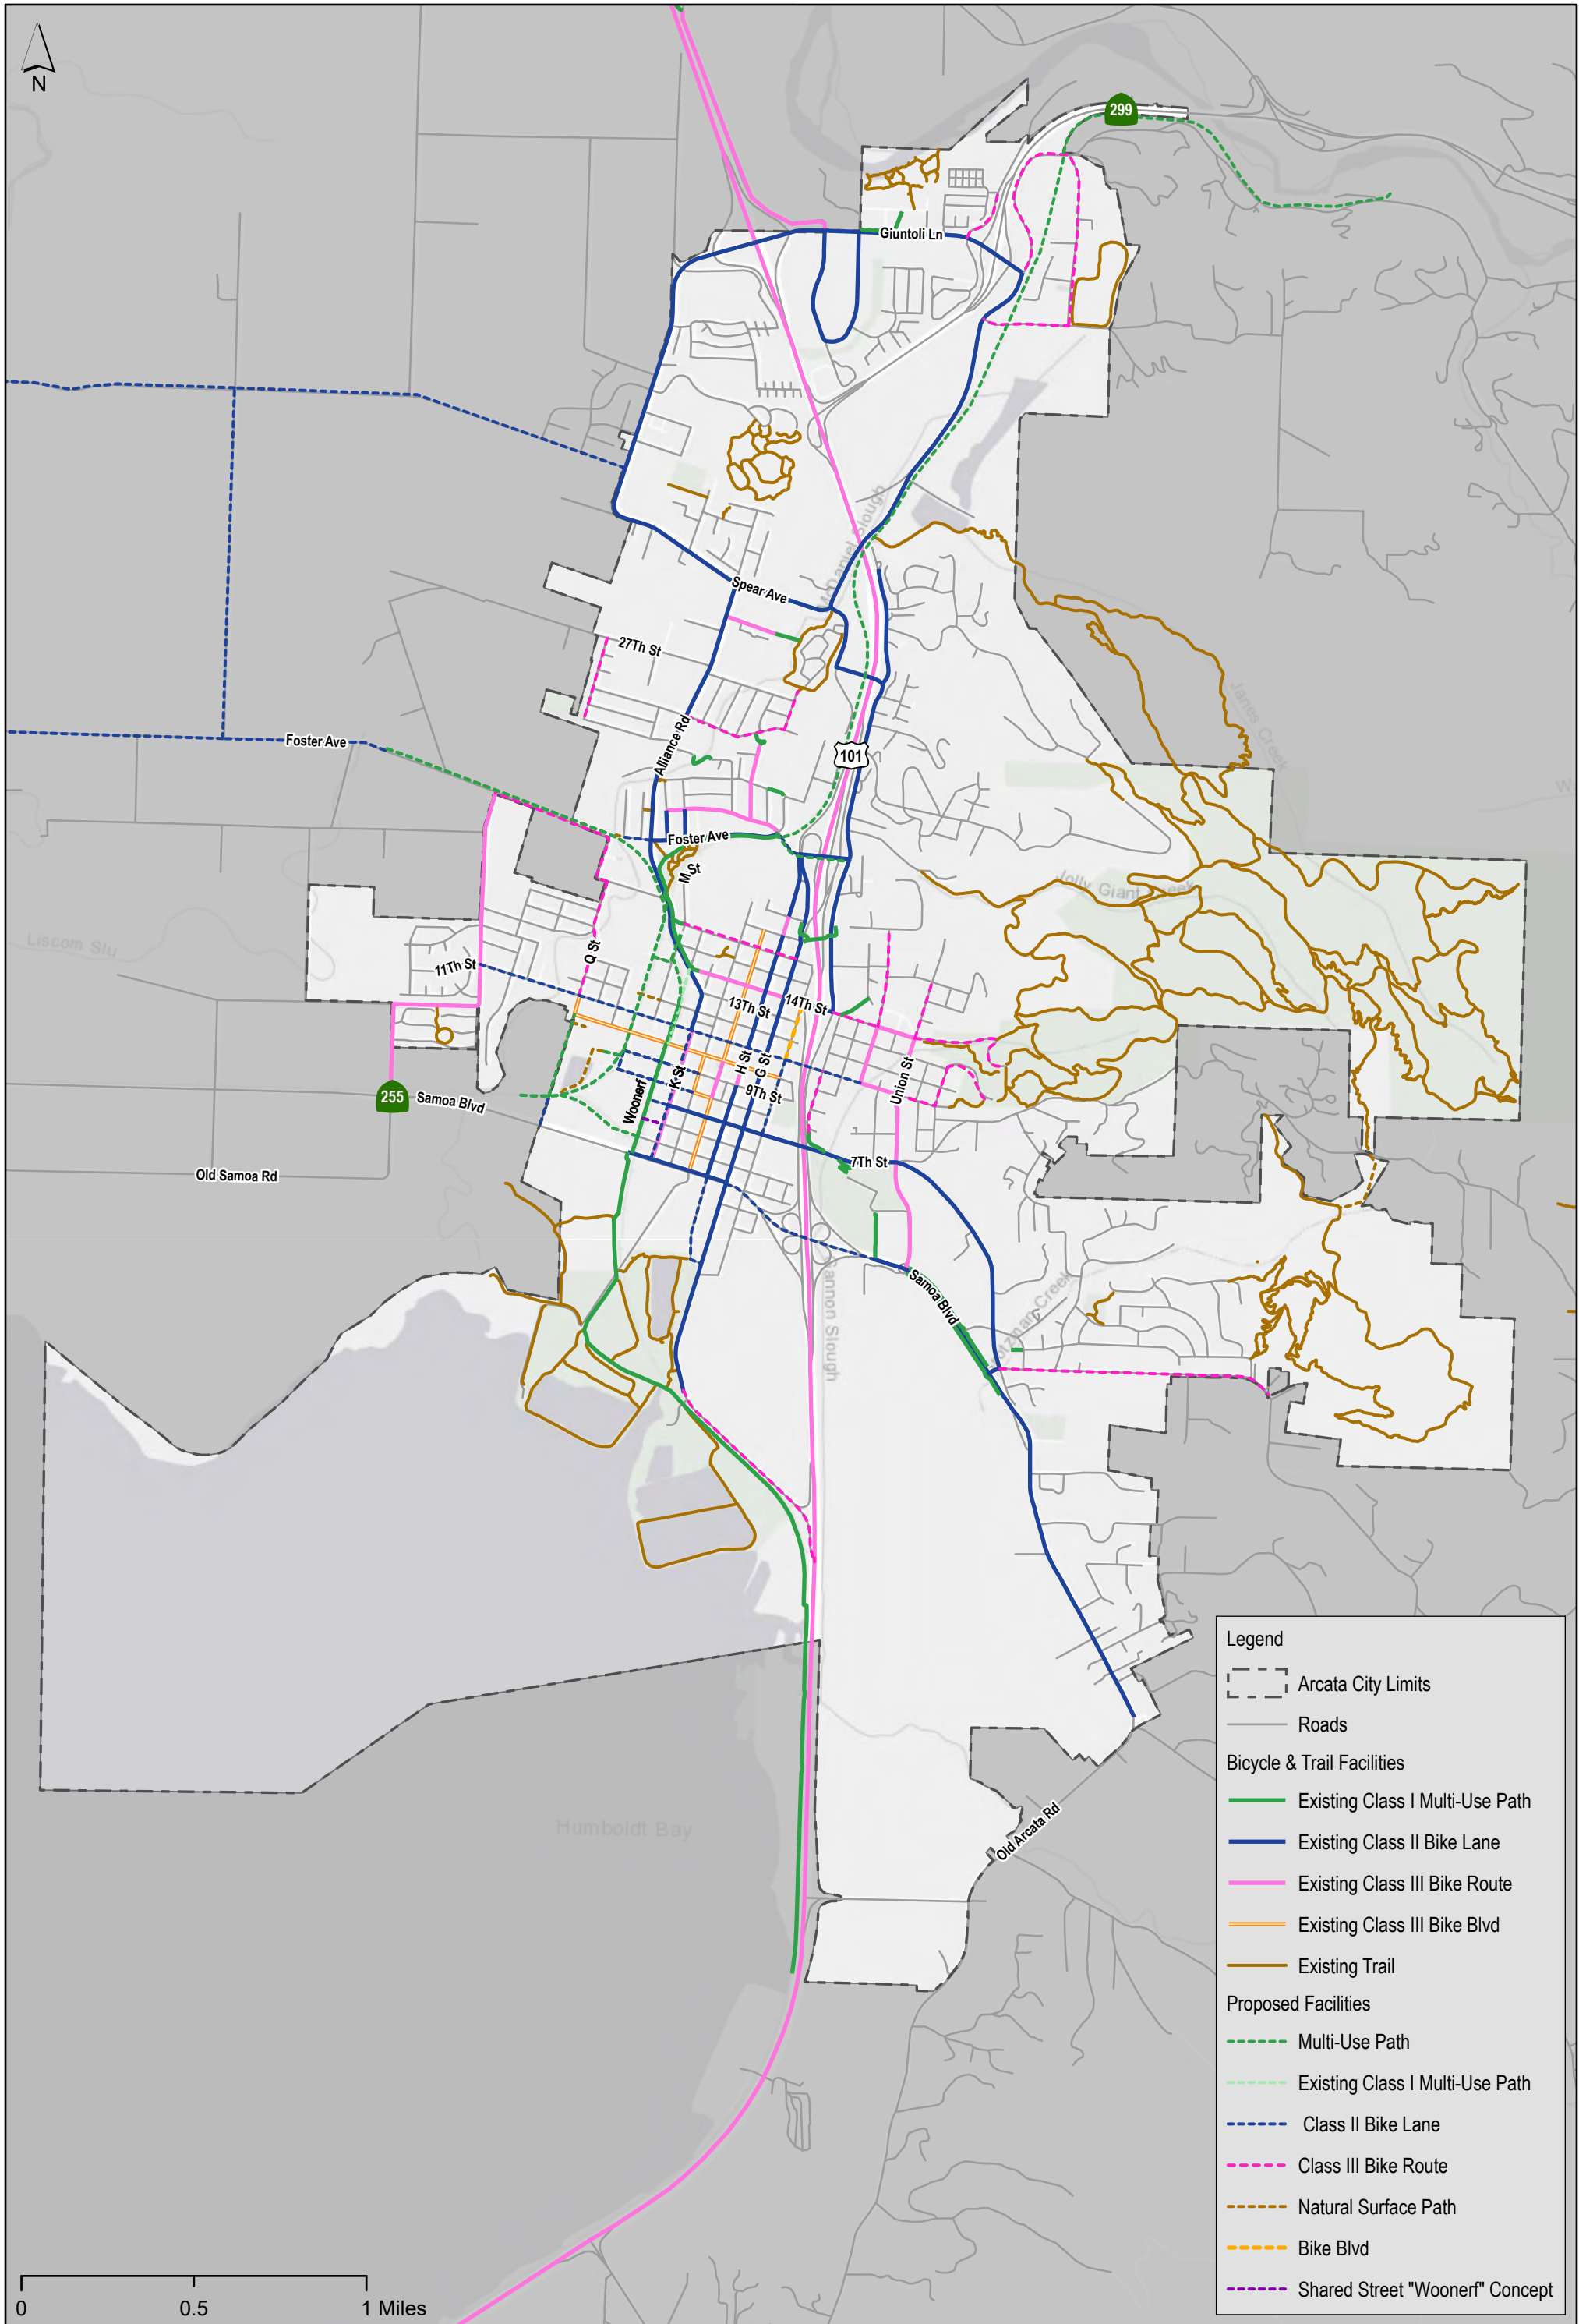 N
299
Giuntoli Ln
McDaniel Slough
Spear Ave
27Th St
Janes Creek
Alliance Rd
Foster Ave
101
Foster Ave
M St
Jolly Giant Creek
Liscom Slu
Q St
11Th St
14Th St
13Th St
H St
G St
K St
9Th St
Union St
Woonerf
255
Samoa Blvd
7Th St
Old Samoa Rd
Gannon Slough
Samoa Blvd
Creek
Humboldt Bay
Old Arcata Rd
Legend
Arcata City Limits
Roads
Bicycle & Trail Facilities
Existing Class I Multi-Use Path
Existing Class II Bike Lane
Existing Class III Bike Route
Existing Class III Bike Blvd
Existing Trail
Proposed Facilities
Multi-Use Path
Existing Class I Multi-Use Path
Class II Bike Lane
Class III Bike Route
Natural Surface Path
Bike Blvd
Shared Street "Woonerf" Concept
0 0.5 1 Miles